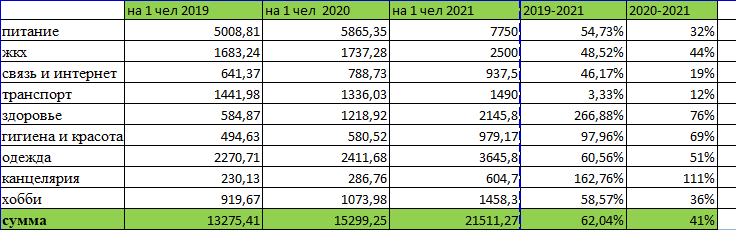 на 1 чел 2019 на 1 чел 2020 на 1 чел 2021 2019-2021 2020-2021
питание 5008,81 5865,35 7750 54,73% 32%
жкх 1683,24 1737,28 2500 48,52% 44%
связь и интернет 641,37 788,73 937,5 46,17% 19%
транспорт 1441,98 1336,03 1490 3,33% 12%
здоровье 584,87 1218,92 2145,8 266,88% 76%
гигиена и красота 494,63 580,52 979,17 97,96% 69%
одежда 2270,71 2411,68 3645,8 60,56% 51%
канцелярия 230,13 286,76 604,7 162,76% 111%
хобби 919,67 1073,98 1458,3 58,57% 36%
сумма 13275,41 15299,25 21511,27 62,04% 41%